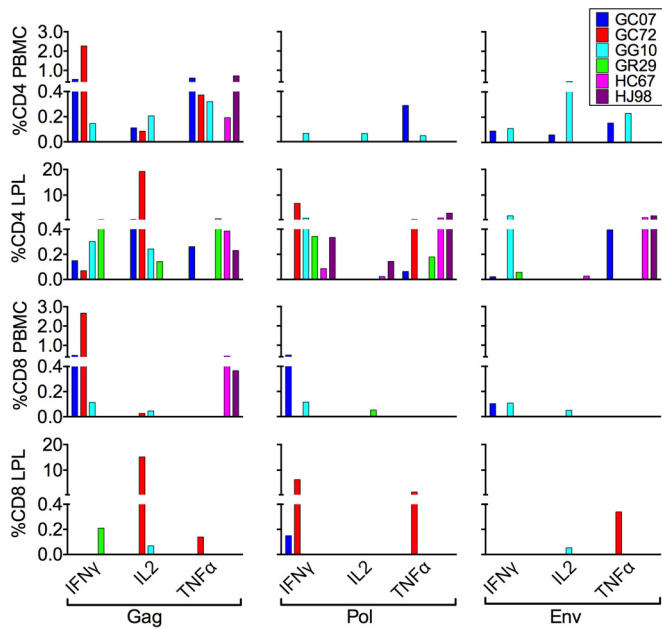 GC07
GC72
GG10
GR29
HC67
HJ98
%CD4 PBMC
3.0
2.0
1.0
0.4
0.2
0.0
%CD4 LPL
20
10
0.4
0.2
0.0
%CD8 PBMC
3.0
2.0
1.0
0.4
0.2
0.0
%CD8 LPL
20
10
0.4
0.2
0.0
IFNγ IL2 TNFα IFNγ IL2 TNFα IFNγ IL2 TNFα
Gag Pol Env